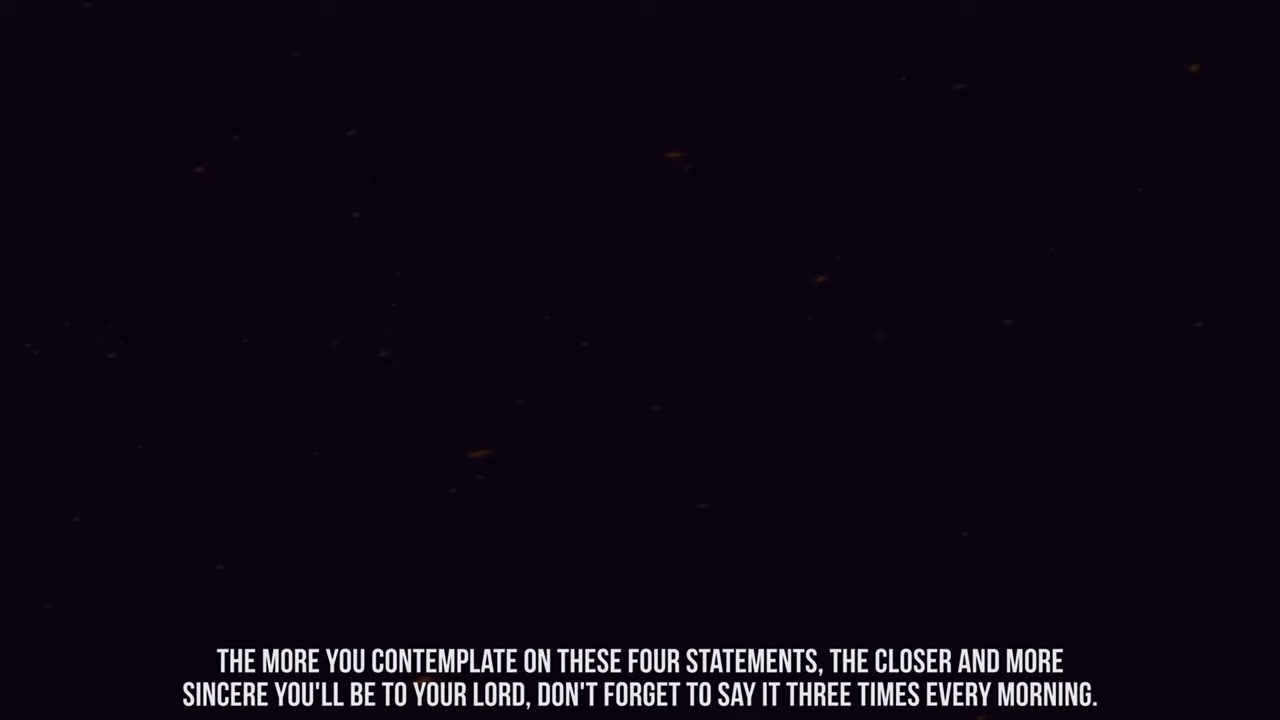 THE MORE YOU CONTEMPLATE ON THESE FOUR STATEMENTS, THE CLOSER AND MORE
SINCERE YOU'LL BE TO YOUR LORD, DON'T FORGET TO SAY IT THREE TIMES EVERY MORNING.